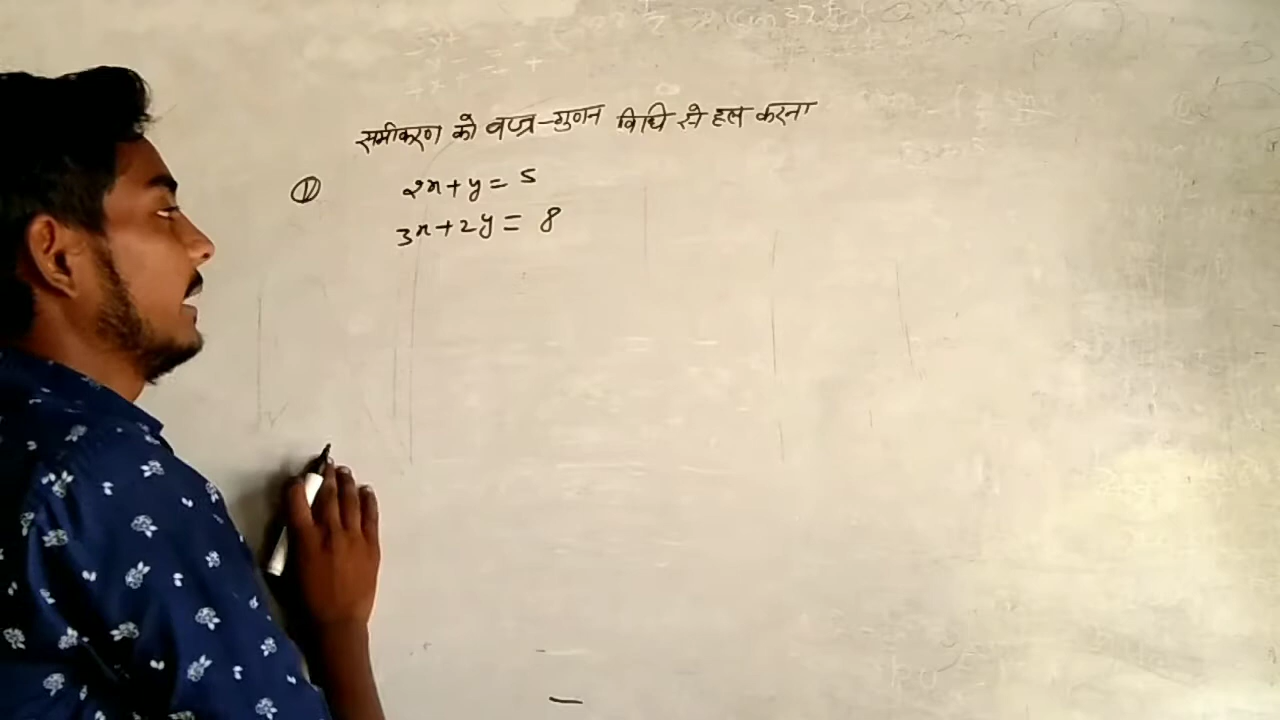 समीकरण को वज्र-गुणन विधि से हल करना
① 2x+y = 5
3x+2y = 8